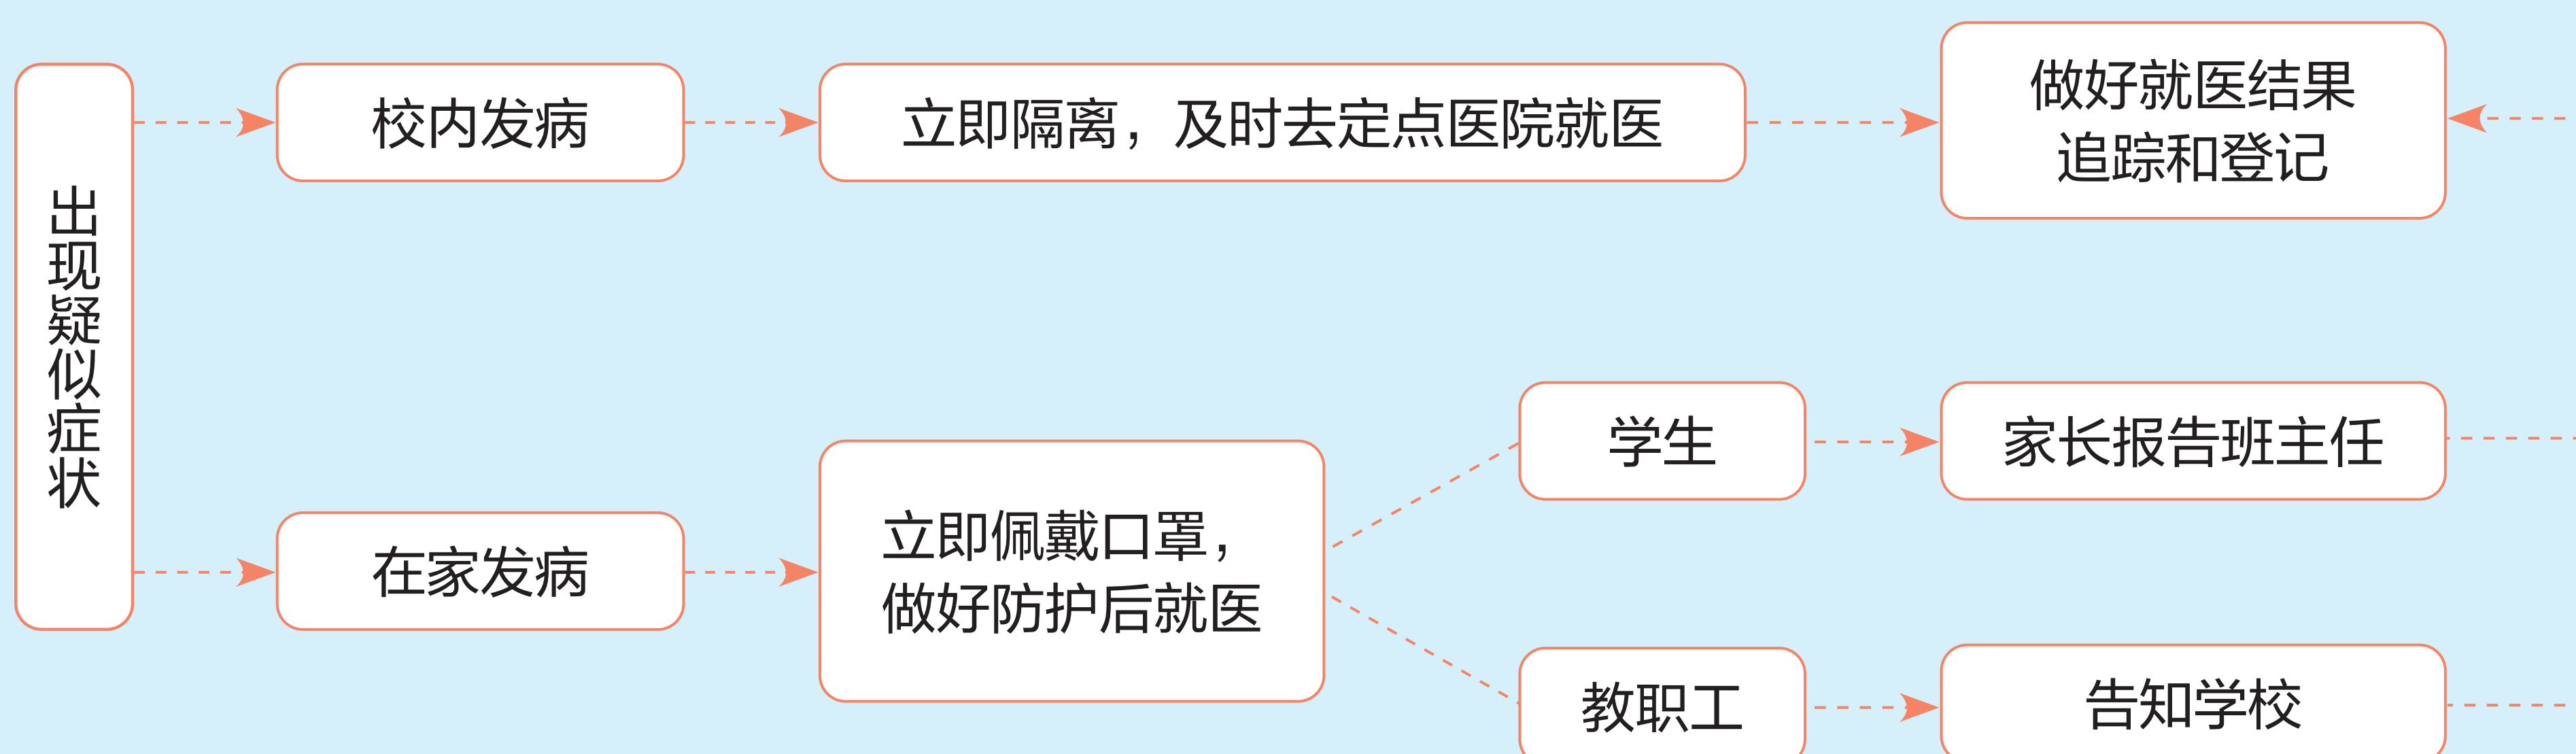 出现疑似症状
校内发病
立即隔离，及时去定点医院就医
做好就医结果
追踪和登记
在家发病
立即佩戴口罩，
做好防护后就医
学生
家长报告班主任
教职工
告知学校